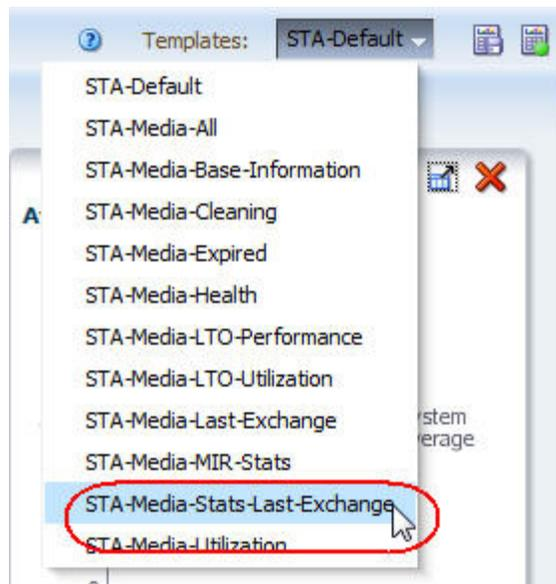 Templates: STA-Default
STA-Default
STA-Media-All
STA-Media-Base-Information
STA-Media-Cleaning
STA-Media-Expired
STA-Media-Health
STA-Media-LTO-Performance
STA-Media-LTO-Utilization
STA-Media-Last-Exchange
STA-Media-MIR-Stats
STA-Media-Stats-Last-Exchange
STA-Media-Utilization